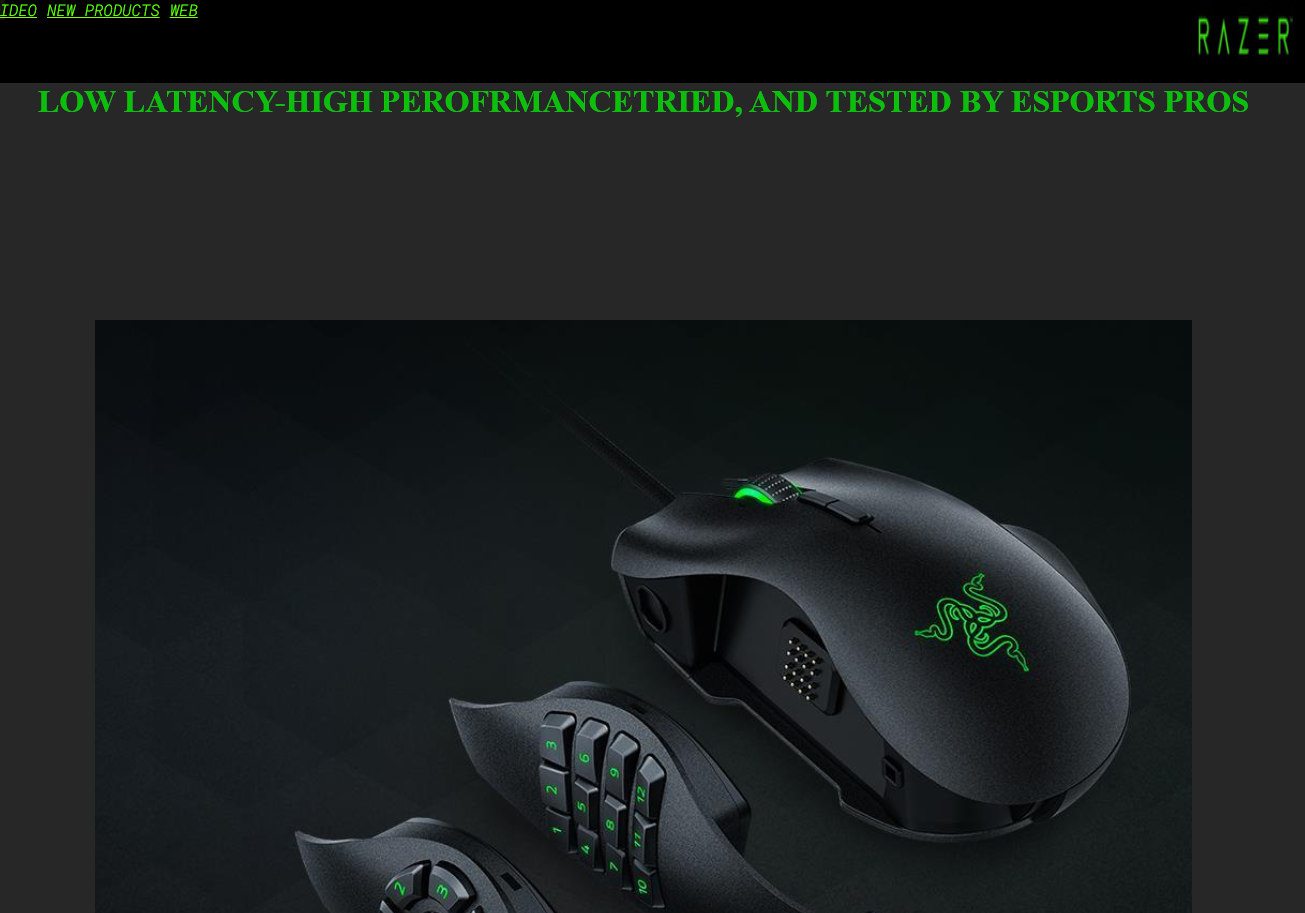 IDEO NEW PRODUCTS WEB
RAZER
LOW LATENCY-HIGH PEROFRMANCETRIED, AND TESTED BY ESPORTS PROS
3 6 9 12
2 5 8 11
1 4 7 10
2 3